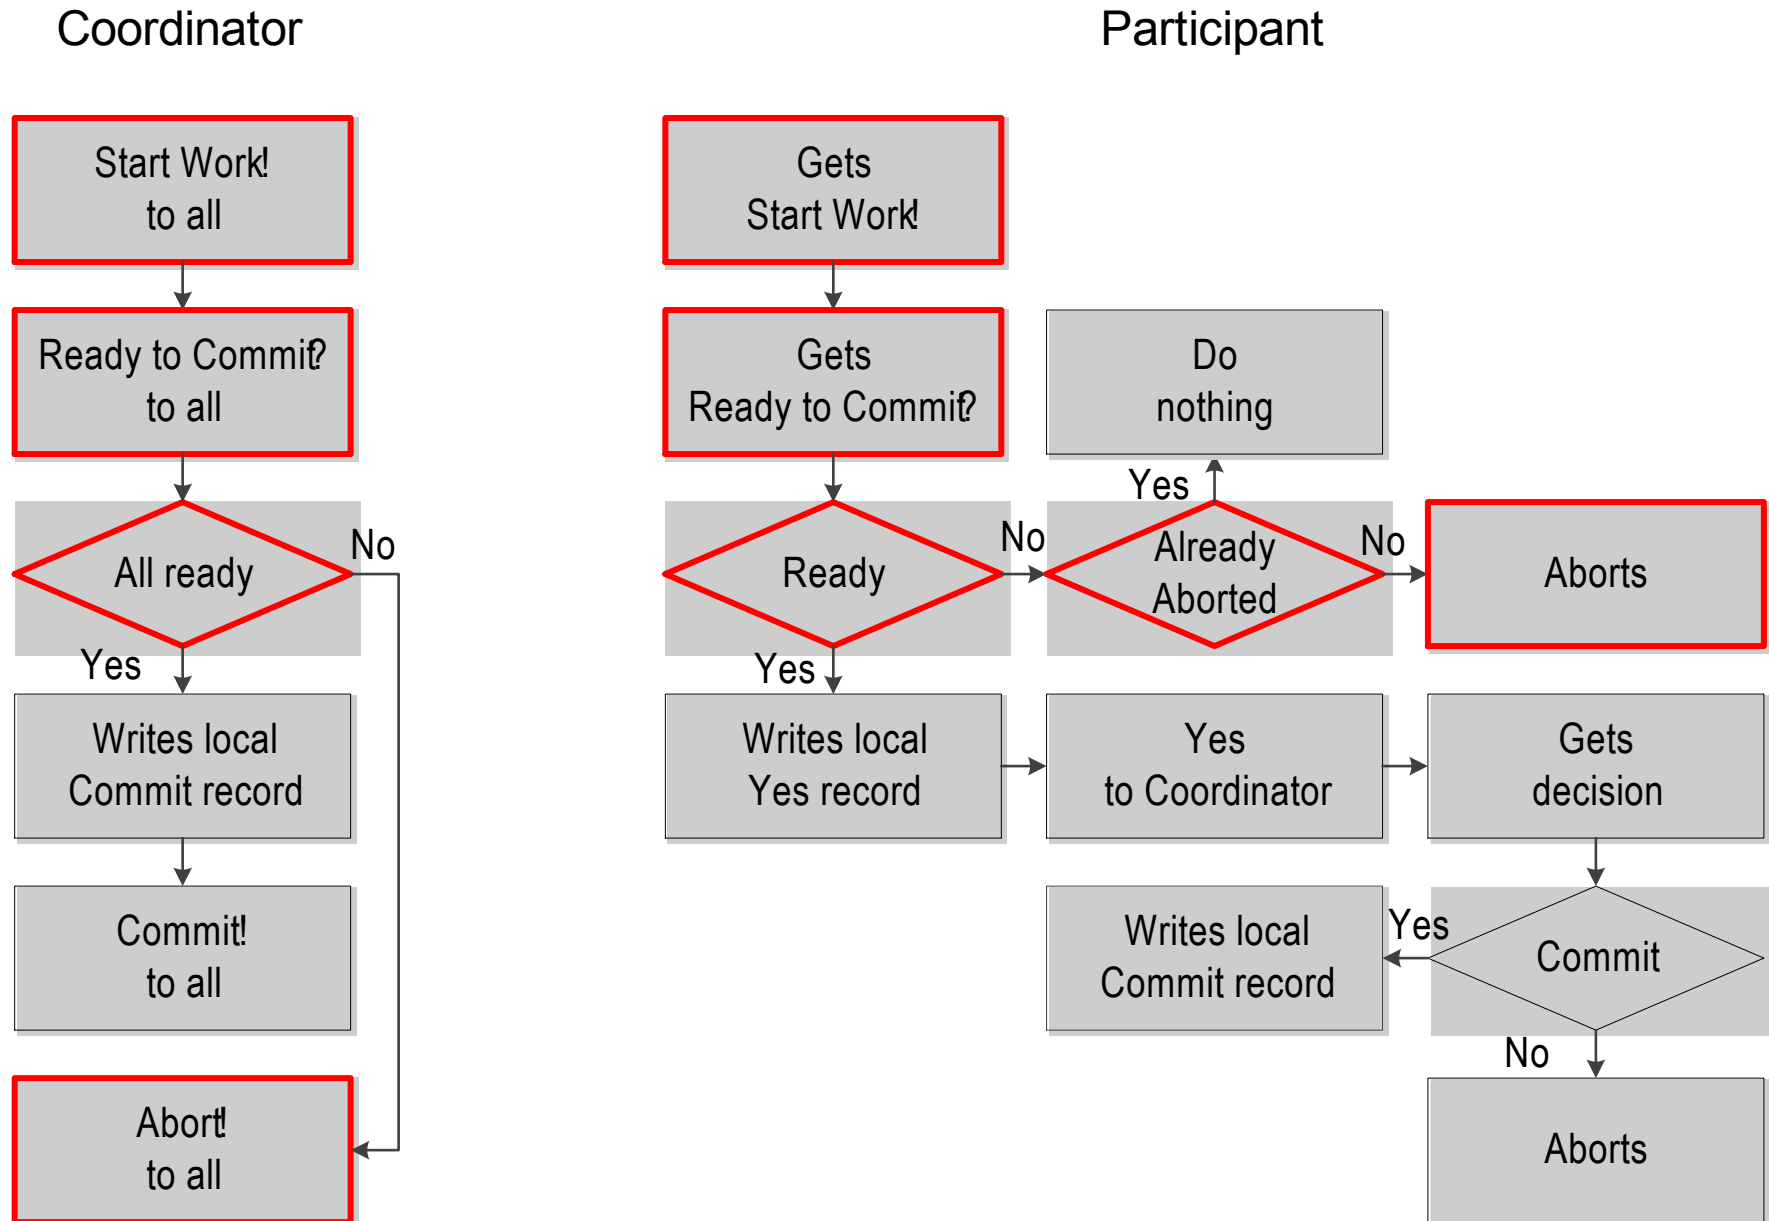 Coordinator
Participant
Start Work!
to all
Gets
Start Work!
Ready to Commit?
to all
Gets
Ready to Commit?
Do
nothing
Yes
All ready
No
Ready
No
Already
Aborted
No
Aborts
Yes
Yes
Writes local
Commit record
Writes local
Yes record
Yes
to Coordinator
Gets
decision
Commit!
to all
Writes local
Commit record
Yes
Commit
No
Abort!
to all
Aborts